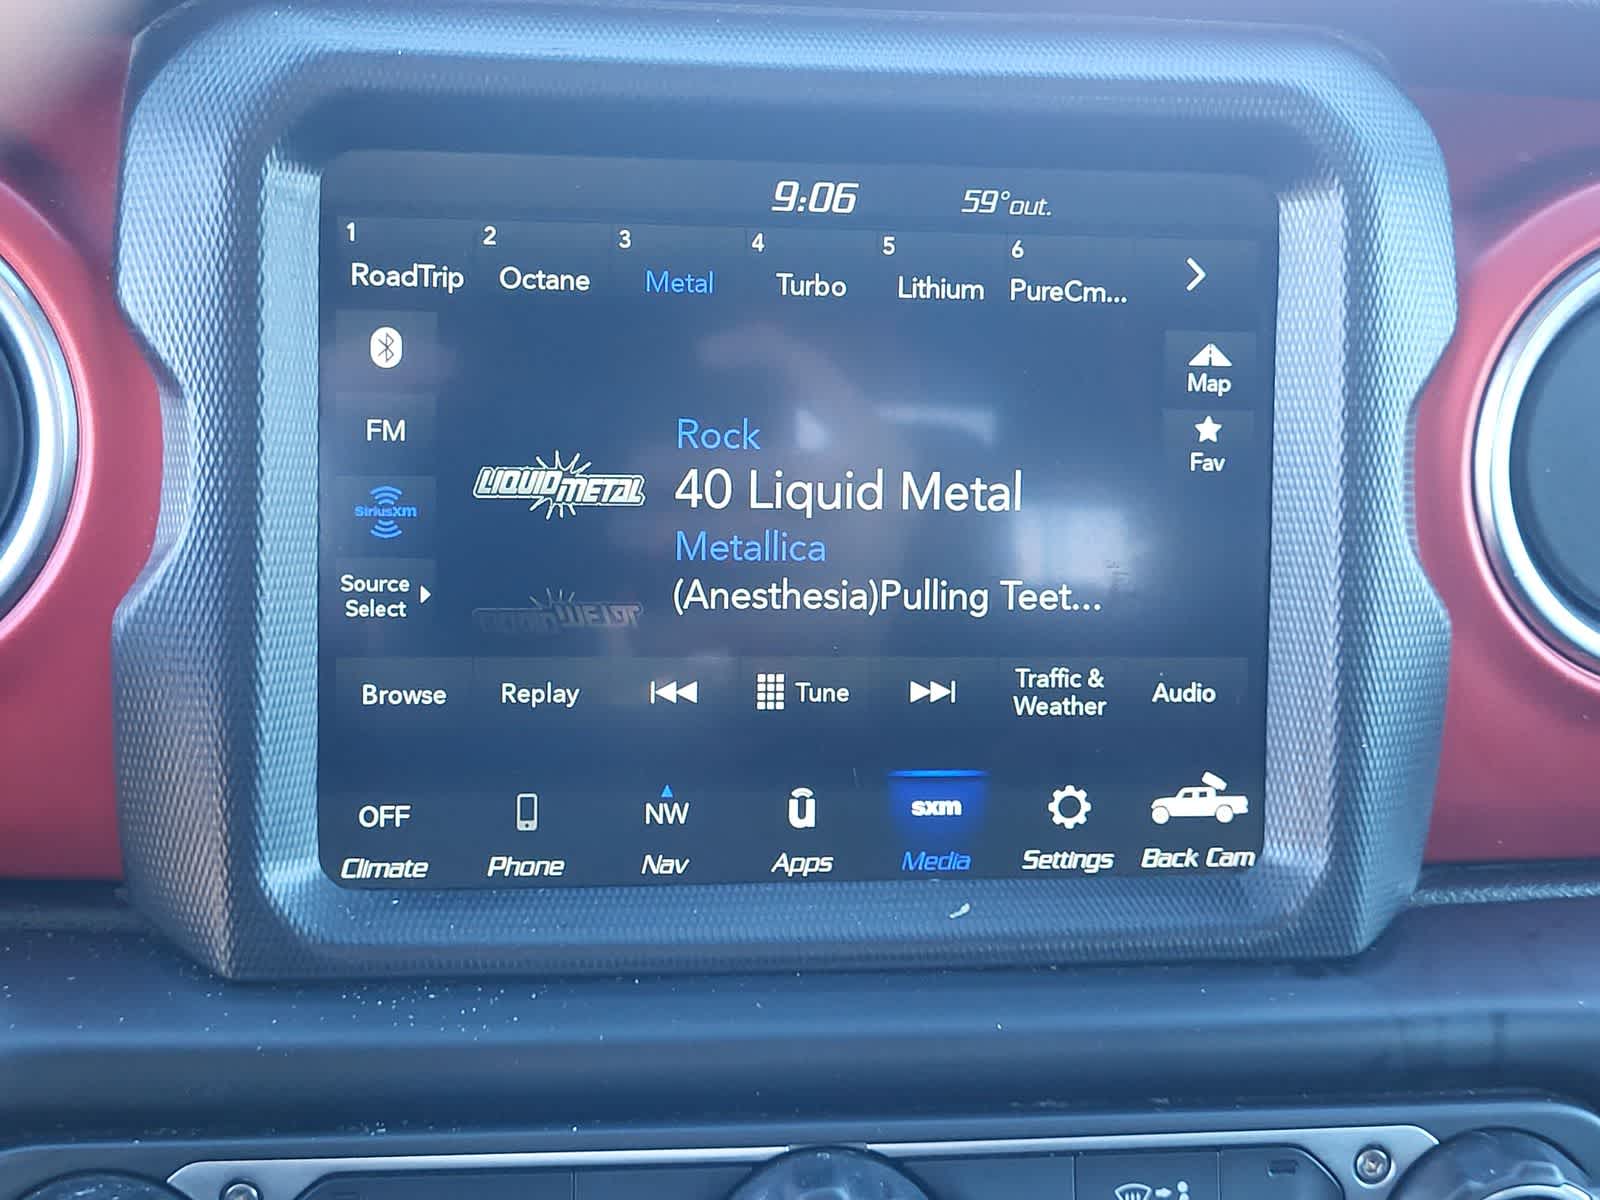 9:06 59°out.
1 2 3 4 5 6
RoadTrip Octane Metal Turbo Lithium PureCm...
Map
FM
Fav
Rock
LIQUID METAL
40 Liquid Metal
SiriusXM
Metallica
Source
Select
(Anesthesia)Pulling Teet...
Browse Replay Tune Traffic &
Weather Audio
OFF NW ū sxm
Climate Phone Nav Apps Media Settings Back Cam